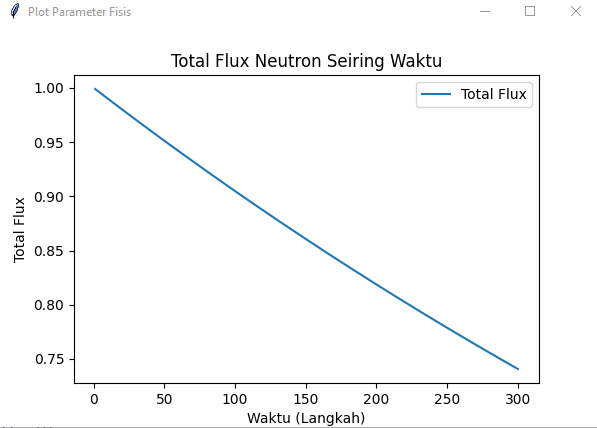 Plot Parameter Fisis
Total Flux Neutron Seiring Waktu
Total Flux
1.00
0.95
0.90
0.85
0.80
0.75
Total Flux
0 50 100 150 200 250 300
Waktu (Langkah)